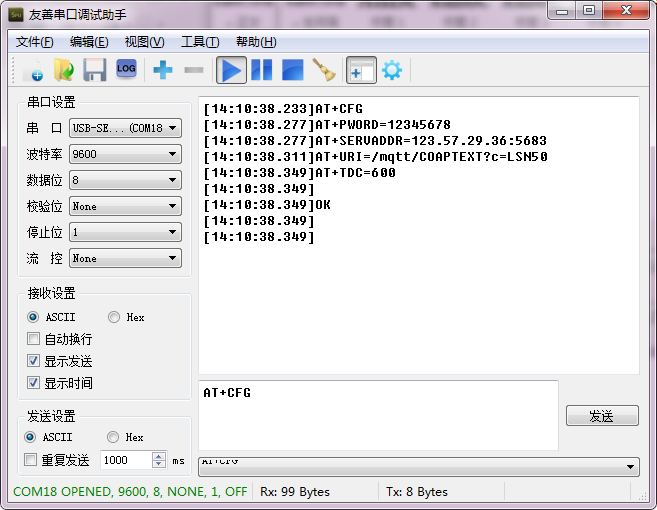 友善串口调试助手
文件(F) 编辑(E) 视图(V) 工具(T) 帮助(H)
LOG
串口设置
串 口 USB-SE...(COM18
波特率 9600
数据位 8
校验位 None
停止位 1
流 控 None
接收设置
ASCII Hex
自动换行
显示发送
显示时间
发送设置
ASCII Hex
重复发送 1000 ms
[14:10:38.233]AT+CFG
[14:10:38.277]AT+PWORD=12345678
[14:10:38.277]AT+SERVADDR=123.57.29.36:5683
[14:10:38.311]AT+URI=/mqtt/COAPTEXT?c=LSN50
[14:10:38.349]AT+TDC=600
[14:10:38.349]
[14:10:38.349]OK
[14:10:38.349]
[14:10:38.349]
AT+CFG
发送
AT+CFG
COM18 OPENED, 9600, 8, NONE, 1, OFF Rx: 99 Bytes Tx: 8 Bytes